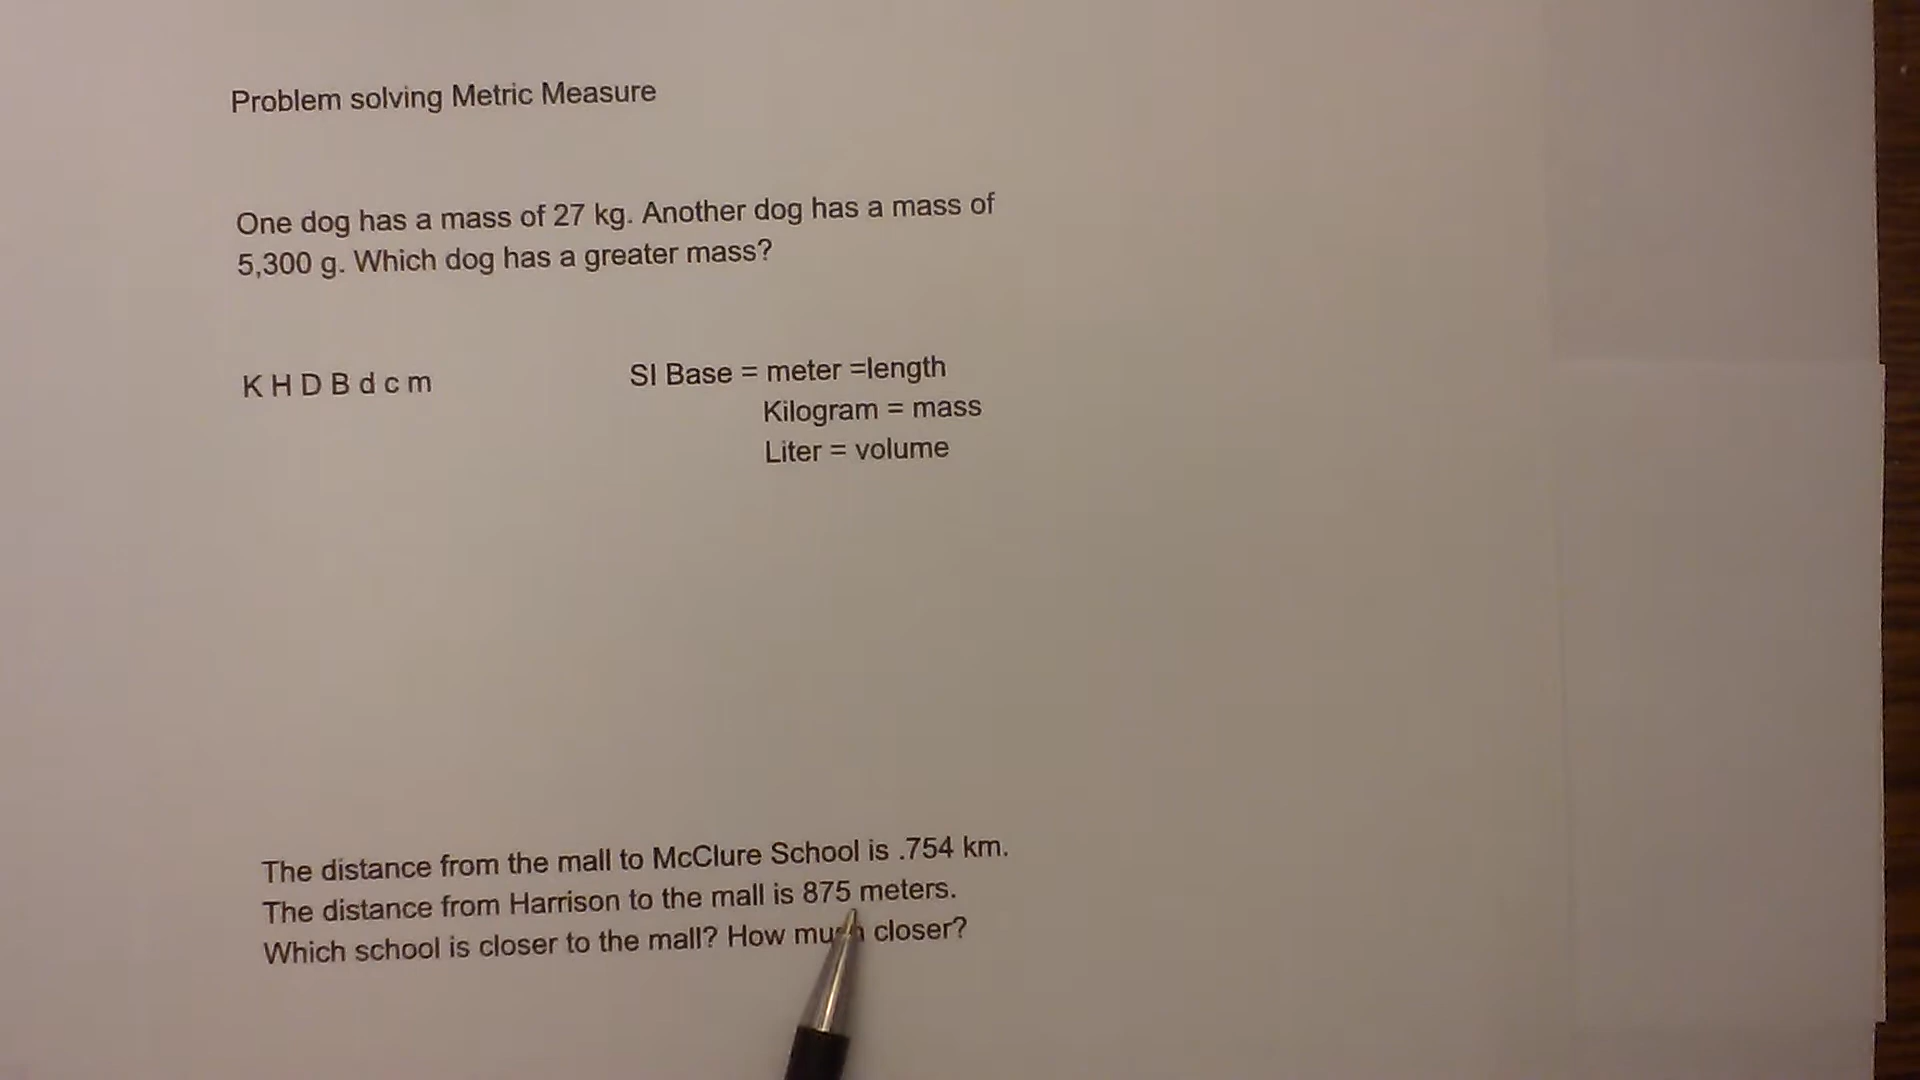 Problem solving Metric Measure
One dog has a mass of 27 kg. Another dog has a mass of
5,300 g. Which dog has a greater mass?
K H D B d c m
SI Base = meter =length
Kilogram = mass
Liter = volume
The distance from the mall to McClure School is .754 km.
The distance from Harrison to the mall is 875 meters.
Which school is closer to the mall? How much closer?